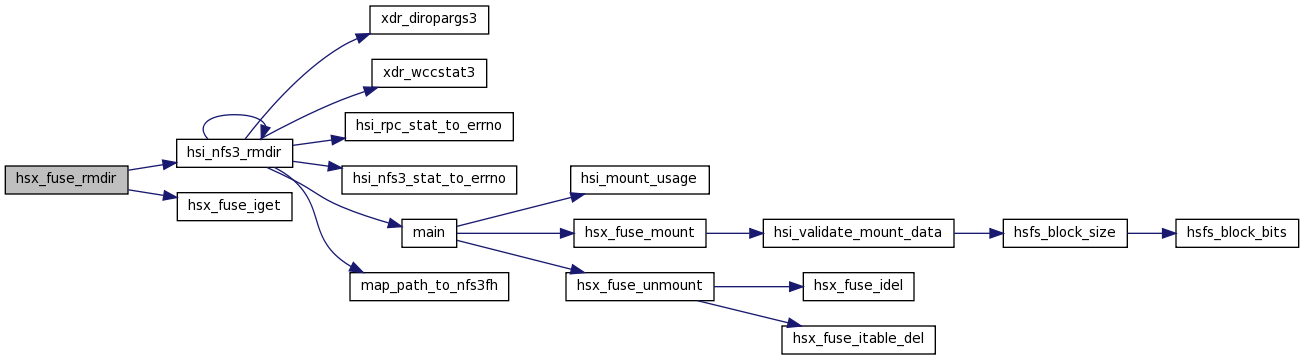 xdr_diropargs3
xdr_wccstat3
hsi_rpc_stat_to_errno
hsi_nfs3_rmdir
hsx_fuse_rmdir
hsi_nfs3_stat_to_errno
hsi_mount_usage
hsx_fuse_iget
main
hsx_fuse_mount
hsi_validate_mount_data
hsfs_block_size
hsfs_block_bits
map_path_to_nfs3fh
hsx_fuse_unmount
hsx_fuse_idel
hsx_fuse_itable_del